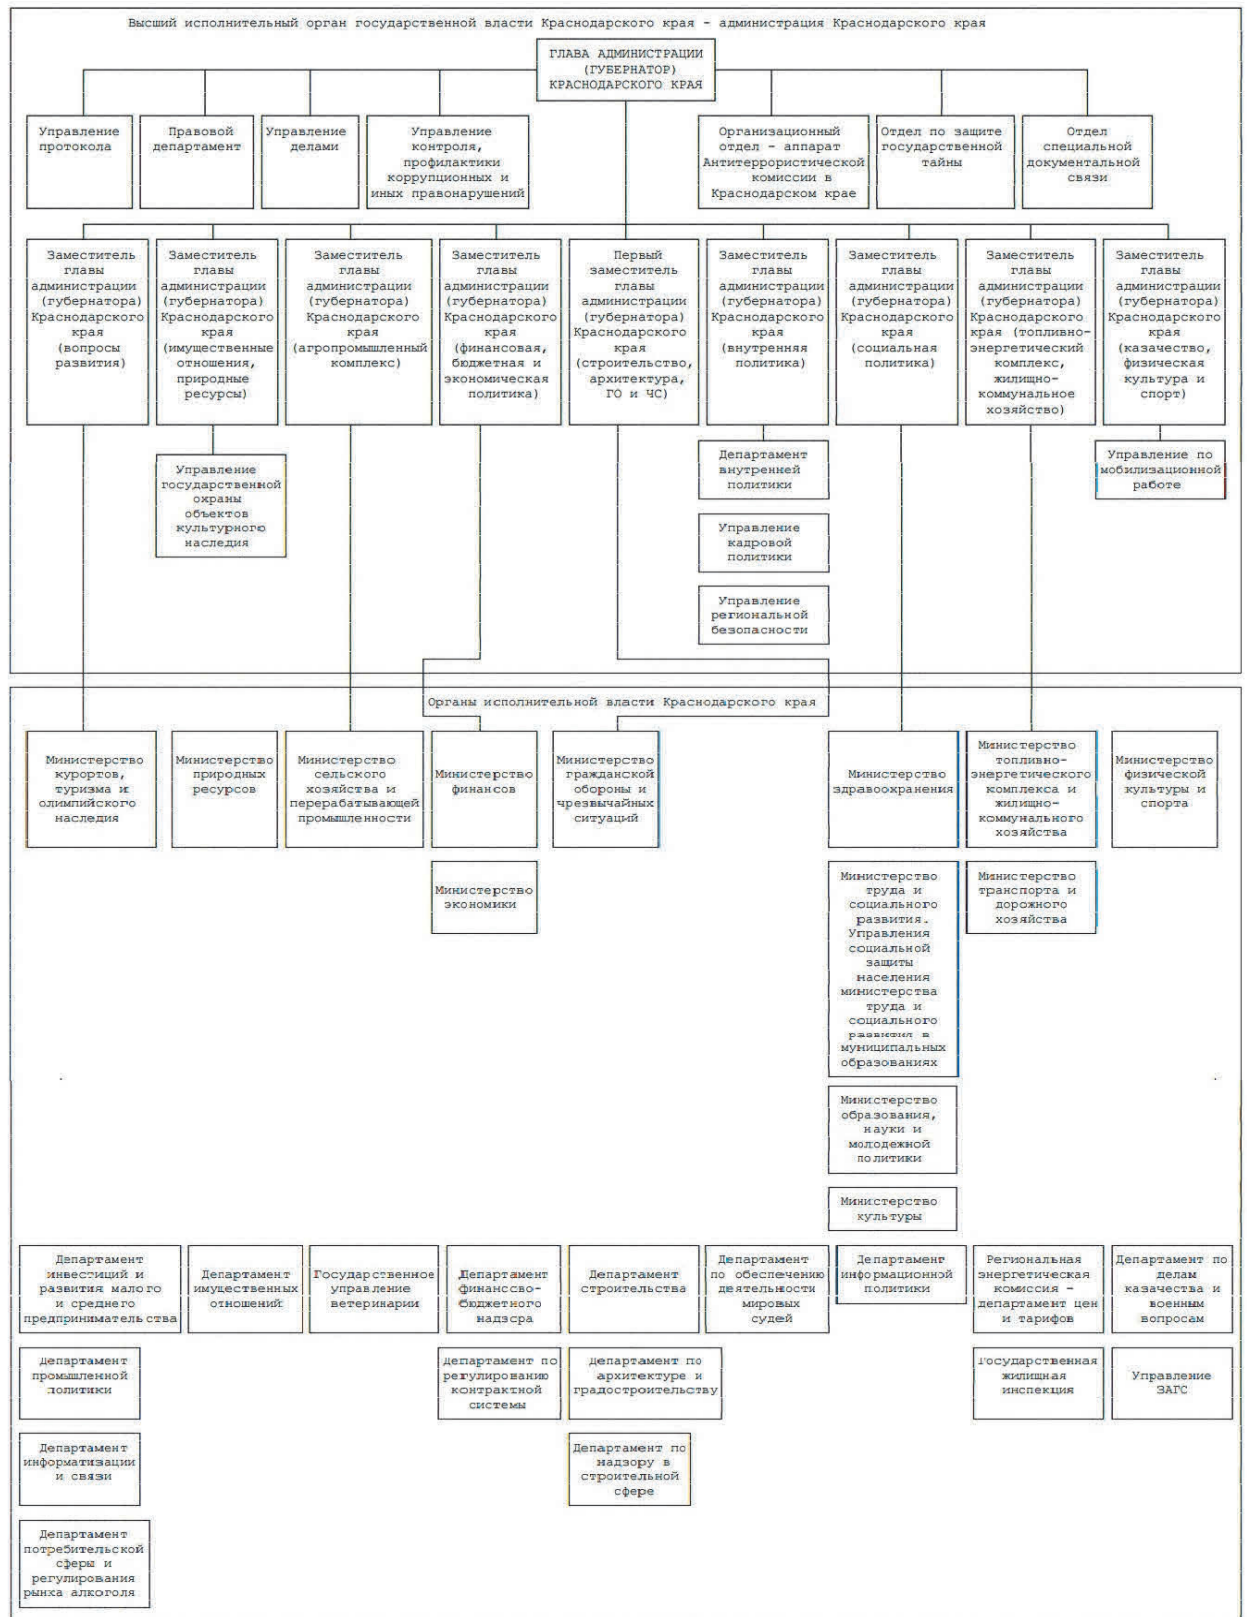 Высший исполнительный орган государственной власти Краснодарского края - администрация Краснодарского края
ГЛАВА АДМИНИСТРАЦИИ
(ГУБЕРНАТОР)
КРАСНОДАРСКОГО КРАЯ
Управление
протокола
Правовой
департамент
Управление
делами
Управление
контроля,
профилактики
коррупционных и
иных правонарушений
Организационный
отдел - аппарат
Антитеррористической
комиссии в
Краснодарском крае
Отдел по защите
государственной
тайны
Отдел
специальной
документальной
связи
Заместитель
главы
администрации
(губернатора)
Краснодарского
края
(вопросы
развития)
Заместитель
главы
администрации
(губернатора)
Краснодарского
края
(имущественные
отношения,
природные
ресурсы)
Заместитель
главы
администрации
(губернатора)
Краснодарского
края
(агропромышленный
комплекс)
Заместитель
главы
администрации
(губернатора)
Краснодарского
края
(финансовая,
бюджетная и
экономическая
политика)
Первый
заместитель
главы
администрации
(губернатора)
Краснодарского
края
(строительство,
архитектура,
ГО и ЧС)
Заместитель
главы
администрации
(губернатора)
Краснодарского
края
(внутренняя
политика)
Заместитель
главы
администрации
(губернатора)
Краснодарского
края
(социальная
политика)
Заместитель
главы
администрации
(губернатора)
Краснодарского
края (топливно-
энергетический
комплекс,
жилищно-
коммунальное
хозяйство)
Заместитель
главы
администрации
(губернатора)
Краснодарского
края
(казачество,
физическая
культура и
спорт)
Управление
государственной
охраны
объектов
культурного
наследия
Департамент
внутренней
политики
Управление по
мобилизационной
работе
Управление
кадровой
политики
Управление
региональной
безопасности
Органы исполнительной власти Краснодарского края
Министерство
курортов,
туризма и
олимпийского
наследия
Министерство
природных
ресурсов
Министерство
сельского
хозяйства и
перерабатывающей
промышленности
Министерство
финансов
Министерство
гражданской
обороны и
чрезвычайных
ситуаций
Министерство
здравоохранения
Министерство
топливно-
энергетического
комплекса и
жилищно-
коммунального
хозяйства
Министерство
физической
культуры и
спорта
Министерство
экономики
Министерство
труда и
социального
развития.
Управления
социальной
защиты
населения
министерства
труда и
социального
развития в
муниципальных
образованиях
Министерство
транспорта и
дорожного
хозяйства
Министерство
образования,
науки и
молодежной
политики
Министерство
культуры
Департамент
инвестиций и
развития малого
и среднего
предпринимательства
Департамент
имущественных
отношений
Государственное
управление
ветеринарии
Департамент
финансово-
бюджетного
надзора
Департамент
строительства
Департамент
по обеспечению
деятельности
мировых
судей
Департамент
информационной
политики
Региональная
энергетическая
комиссия -
департамент цен
и тарифов
Департамент по
делам
казачества и
военным
вопросам
Департамент
промышленной
политики
Департамент по
регулированию
контрактной
системы
Департамент по
архитектуре и
градостроительству
Государственная
жилищная
инспекция
Управление
ЗАГС
Департамент
информатизации
и связи
Департамент по
надзору в
строительной
сфере
Департамент
потребительской
сферы и
регулирования
рынка алкоголя